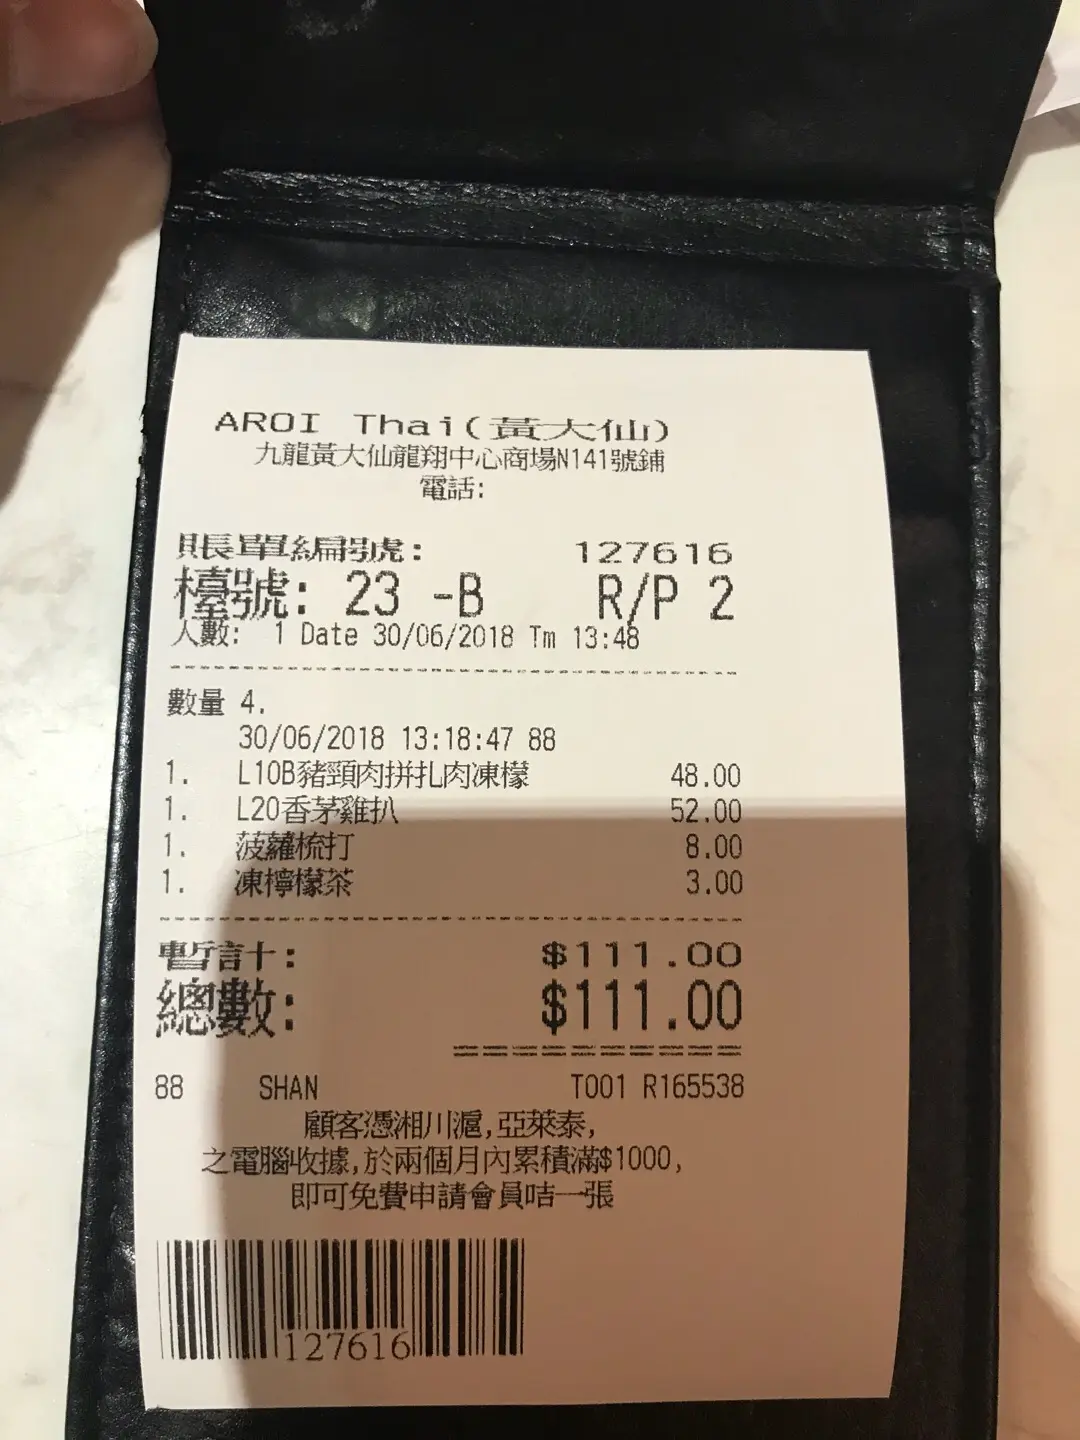 AROI Thai(黃大仙)
九龍黃大仙龍翔中心商場N141號鋪
電話:
賬單編號: 127616
檯號: 23 -B R/P 2
人數: 1 Date 30/06/2018 Tm 13:48
數量 4.
30/06/2018 13:18:47 88
1. L10B豬頸肉拼扎肉凍檬 48.00
1. L20香茅雞扒 52.00
1. 菠蘿梳打 8.00
1. 凍檸檬茶 3.00
暫計: $111.00
總數: $111.00
88 SHAN T001 R165538
顧客憑湘川滬,亞萊泰,
之電腦收據,於兩個月內累積滿$1000,
即可免費申請會員咭一張
127616